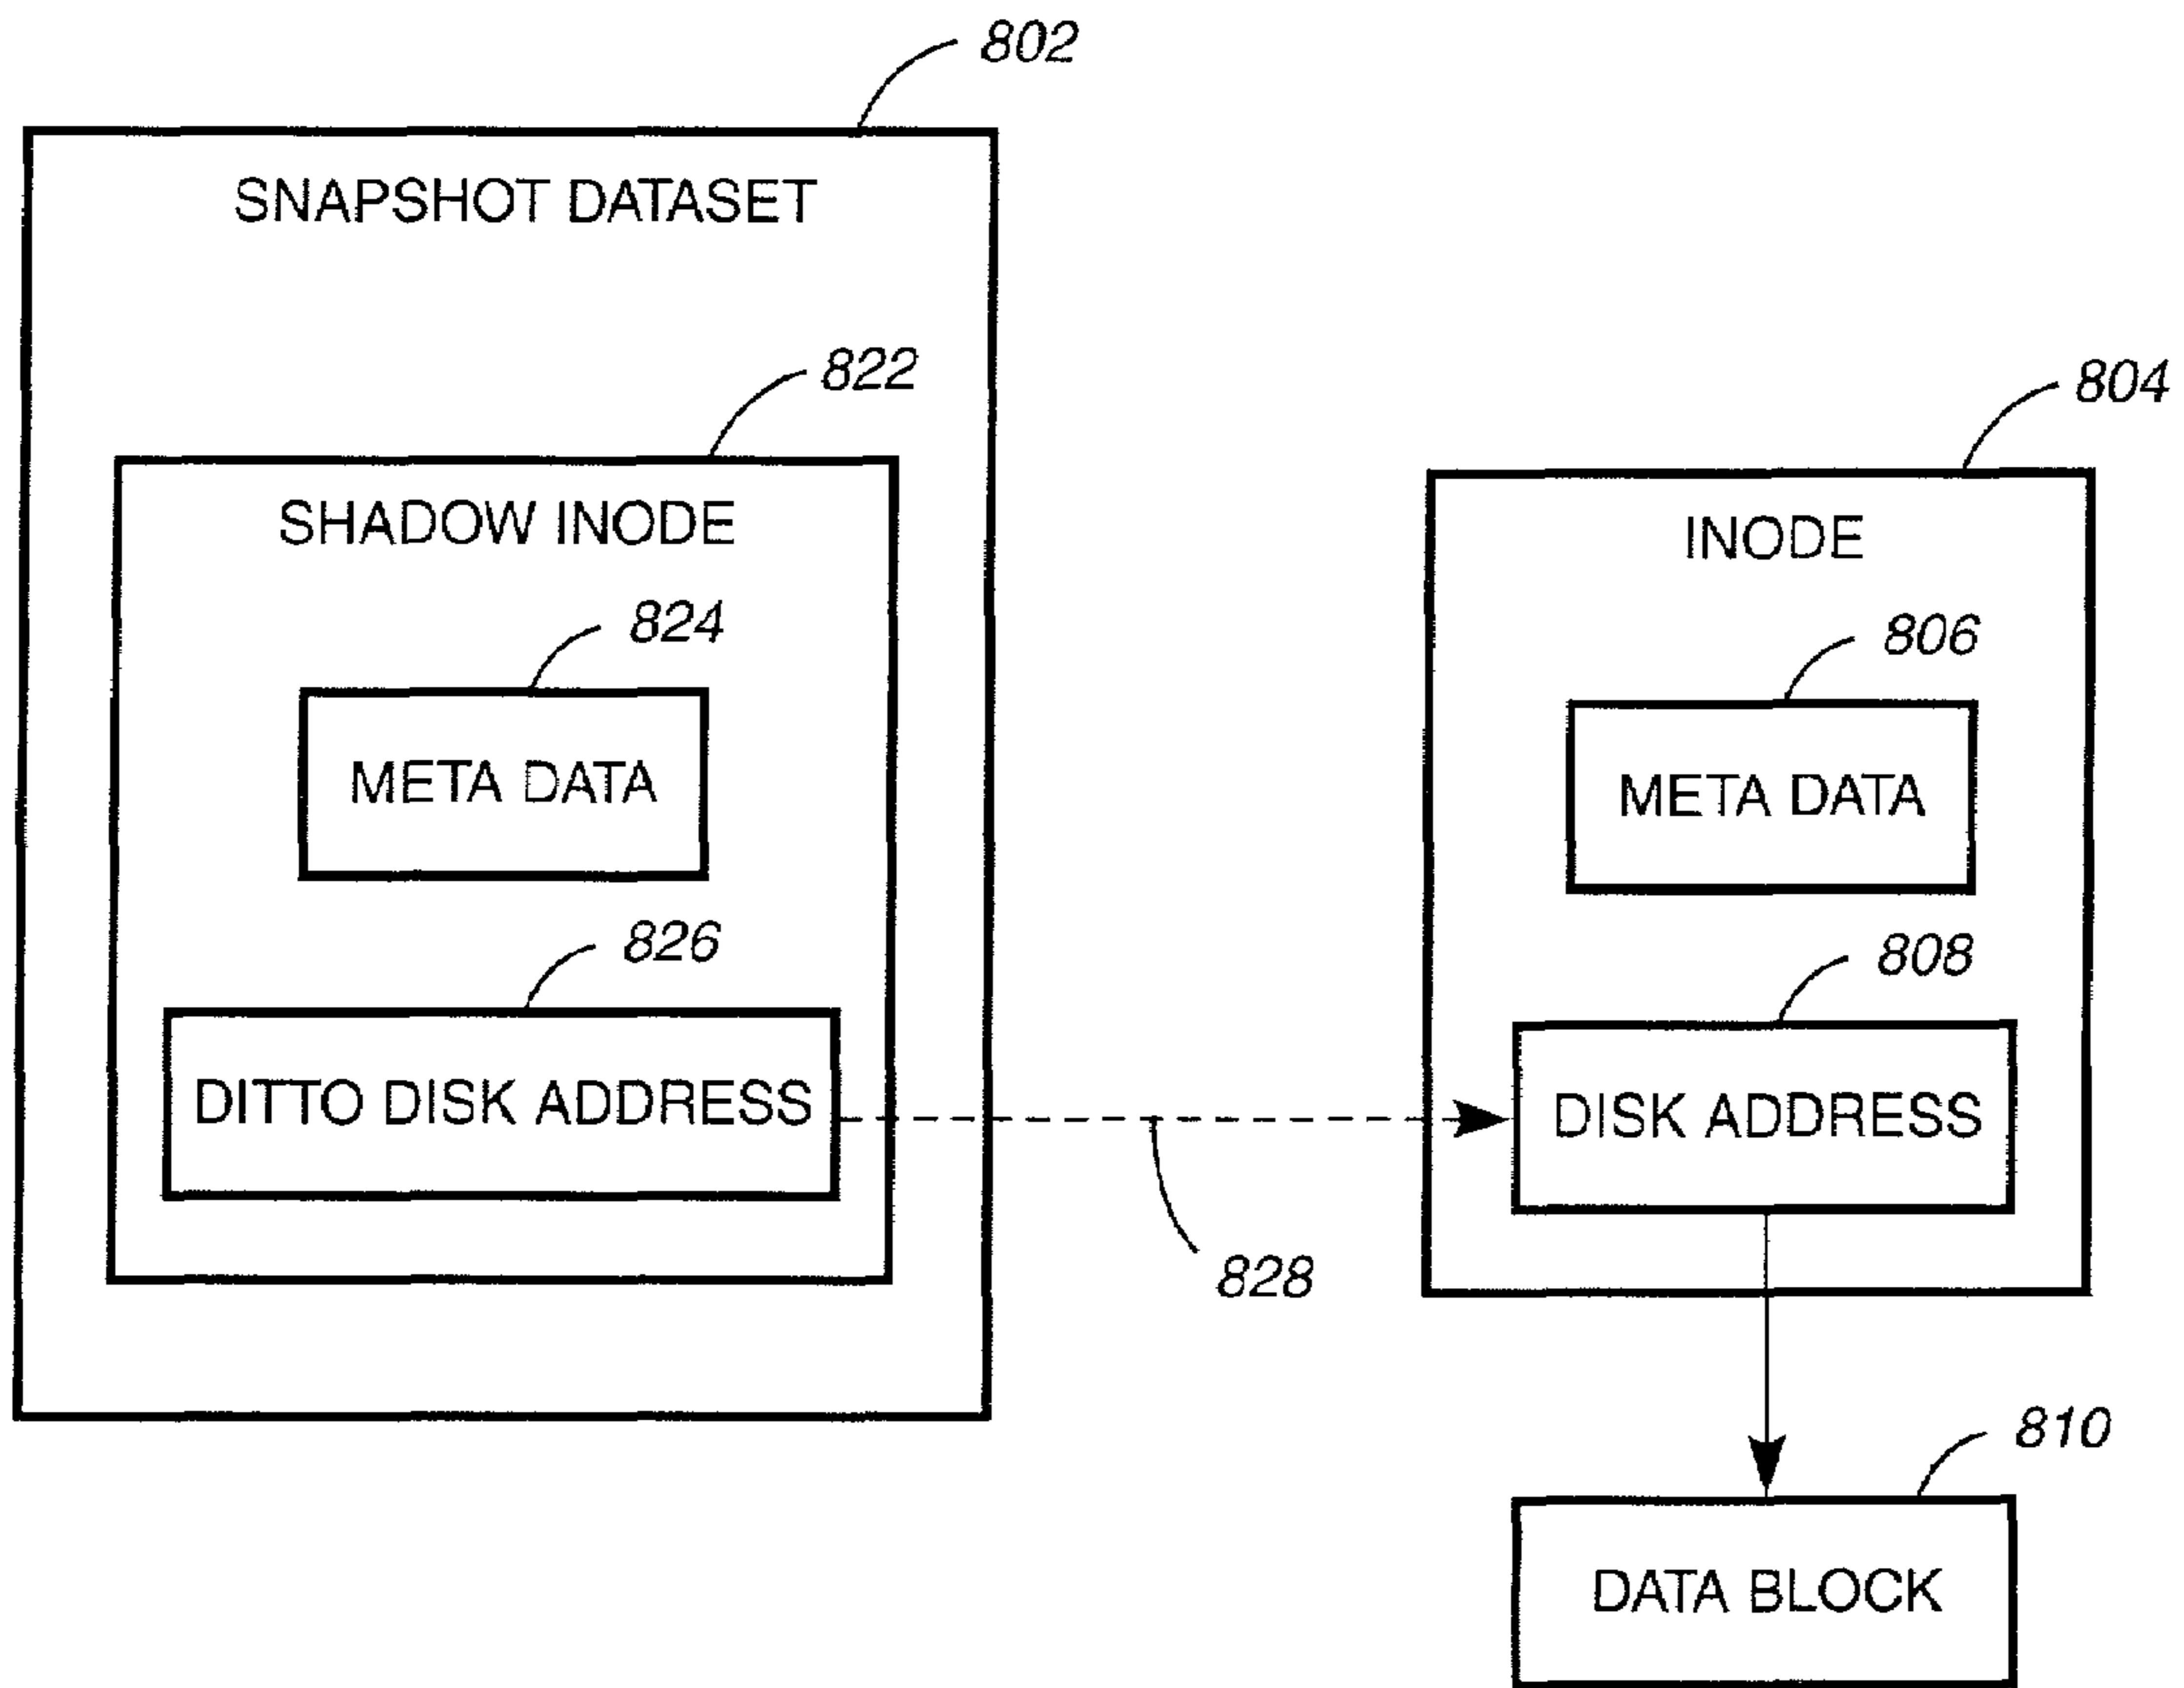 802
SNAPSHOT DATASET
822
804
SHADOW INODE
INODE
824
806
META DATA
META DATA
826
808
DITTO DISK ADDRESS
DISK ADDRESS
828
810
DATA BLOCK